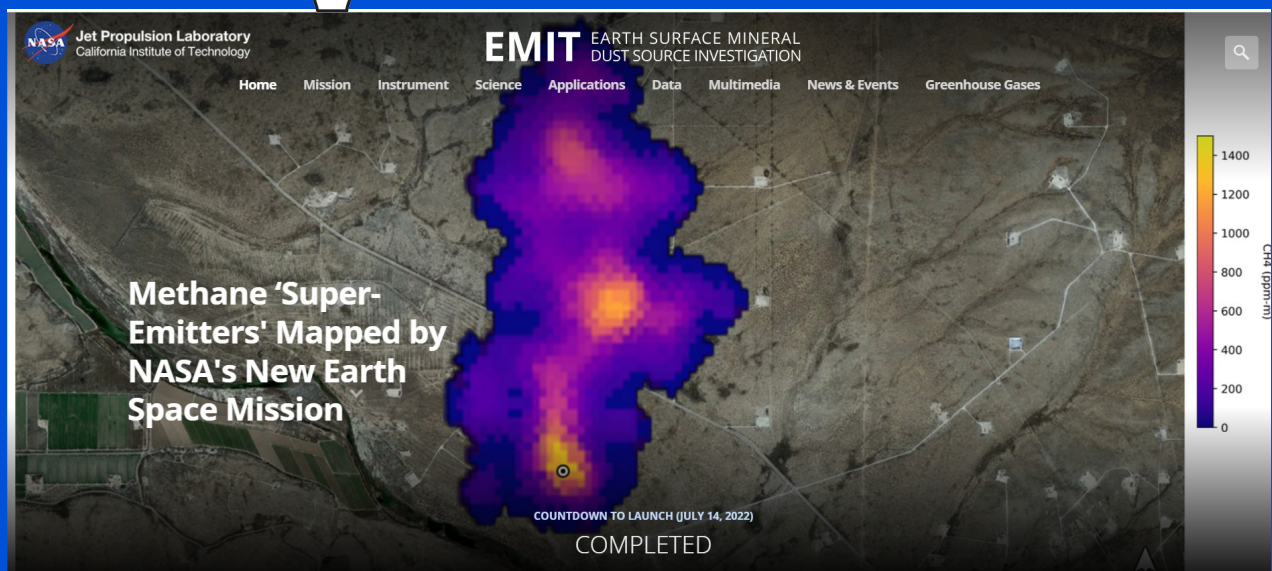 NASA
Jet Propulsion Laboratory
California Institute of Technology
EMIT
EARTH SURFACE MINERAL
DUST SOURCE INVESTIGATION
Home Mission Instrument Science Applications Data Multimedia News & Events Greenhouse Gases
Methane ‘Super-
Emitters' Mapped by
NASA's New Earth
Space Mission
1400
1200
1000
800
600
400
200
0
CH4 (ppm-m)
COUNTDOWN TO LAUNCH (JULY 14, 2022)
COMPLETED